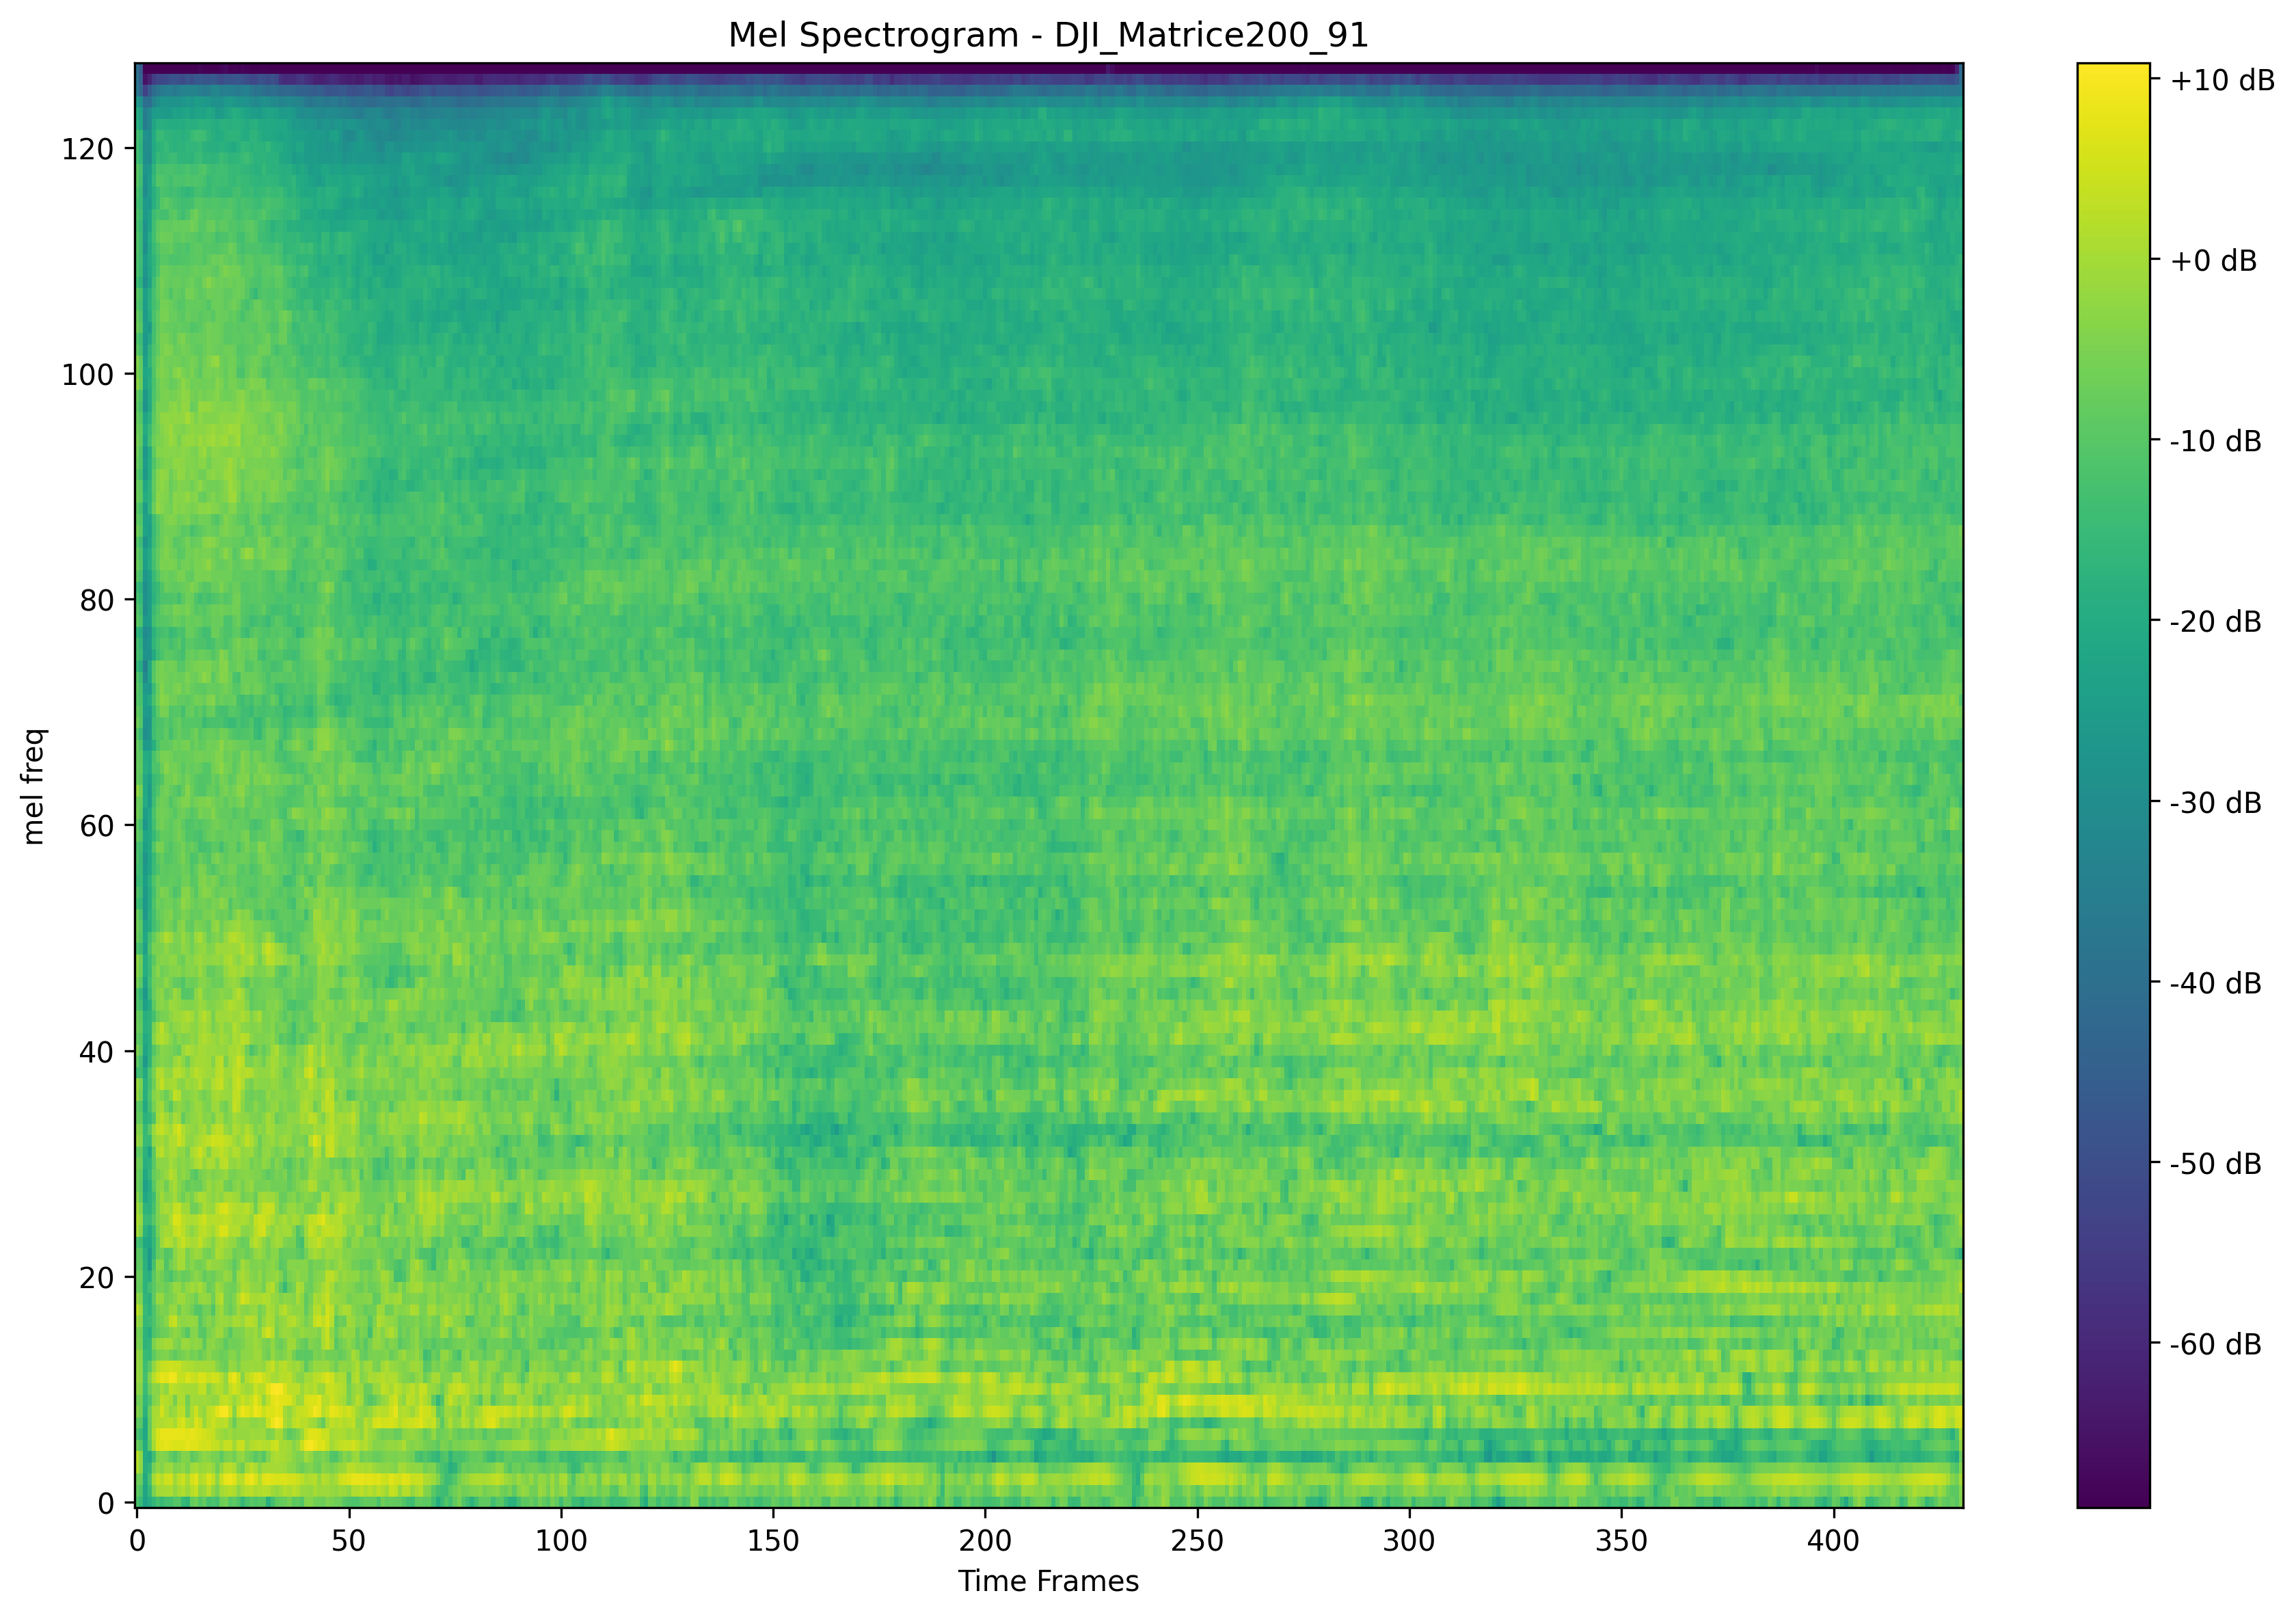 Mel Spectrogram - DJI_Matrice200_91
mel freq
120
100
80
60
40
20
0
0 50 100 150 200 250 300 350 400
Time Frames
+10 dB
+0 dB
-10 dB
-20 dB
-30 dB
-40 dB
-50 dB
-60 dB